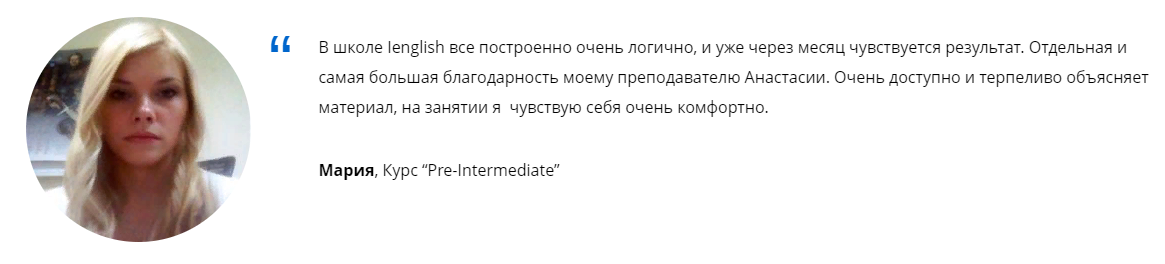 “
В школе Ienglish все построенно очень логично, и уже через месяц чувствуется результат. Отдельная и
самая большая благодарность моему преподавателю Анастасии. Очень доступно и терпеливо объясняет
материал, на занятии я  чувствую себя очень комфортно.
Мария, Курс “Pre-Intermediate”